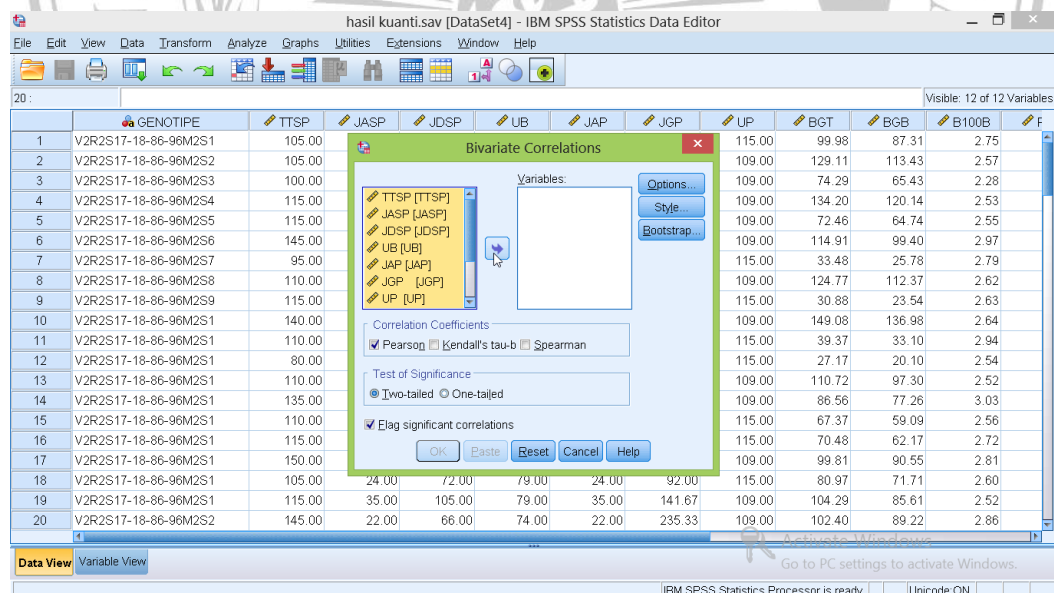 hasil kuanti.sav [DataSet4] - IBM SPSS Statistics Data Editor
File Edit View Data Transform Analyze Graphs Utilities Extensions Window Help
20 :
Visible: 12 of 12 Variables
GENOTIPE TTSP JASP JDSP UB JAP JGP UP BGT BGB B100B
1 V2R2S17-18-86-96M2S1 105.00 115.00 99.98 87.31 2.75
2 V2R2S17-18-86-96M2S2 105.00 109.00 129.11 113.43 2.57
3 V2R2S17-18-86-96M2S3 100.00 109.00 74.29 65.43 2.28
4 V2R2S17-18-86-96M2S4 115.00 109.00 134.20 120.14 2.53
5 V2R2S17-18-86-96M2S5 115.00 109.00 72.46 64.74 2.55
6 V2R2S17-18-86-96M2S6 145.00 109.00 114.91 99.40 2.97
7 V2R2S17-18-86-96M2S7 95.00 115.00 33.48 25.78 2.79
8 V2R2S17-18-86-96M2S8 110.00 109.00 124.77 112.37 2.62
9 V2R2S17-18-86-96M2S9 115.00 115.00 30.88 23.54 2.63
10 V2R2S17-18-86-96M2S1 140.00 109.00 149.08 136.98 2.64
11 V2R2S17-18-86-96M2S1 110.00 115.00 39.37 33.10 2.94
12 V2R2S17-18-86-96M2S1 80.00 115.00 27.17 20.10 2.54
13 V2R2S17-18-86-96M2S1 110.00 109.00 110.72 97.30 2.52
14 V2R2S17-18-86-96M2S1 135.00 109.00 86.56 77.26 3.03
15 V2R2S17-18-86-96M2S1 110.00 115.00 67.37 59.09 2.56
16 V2R2S17-18-86-96M2S1 115.00 115.00 70.48 62.17 2.72
17 V2R2S17-18-86-96M2S1 150.00 109.00 99.81 90.55 2.81
18 V2R2S17-18-86-96M2S1 105.00 24.00 72.00 79.00 24.00 92.00 115.00 80.97 71.71 2.60
19 V2R2S17-18-86-96M2S1 115.00 35.00 105.00 79.00 35.00 141.67 109.00 104.29 85.61 2.52
20 V2R2S17-18-86-96M2S2 145.00 22.00 66.00 74.00 22.00 235.33 109.00 102.40 89.22 2.86
Bivariate Correlations
Variables:
TTSP [TTSP]
JASP [JASP]
JDSP [JDSP]
UB [UB]
JAP [JAP]
JGP [JGP]
UP [UP]
Options...
Style...
Bootstrap...
Correlation Coefficients
Pearson Kendall's tau-b Spearman
Test of Significance
Two-tailed One-tailed
Flag significant correlations
OK Paste Reset Cancel Help
Data View Variable View
Activate Windows
Go to PC settings to activate Windows.
IBM SPSS Statistics Processor is ready Unicode:ON